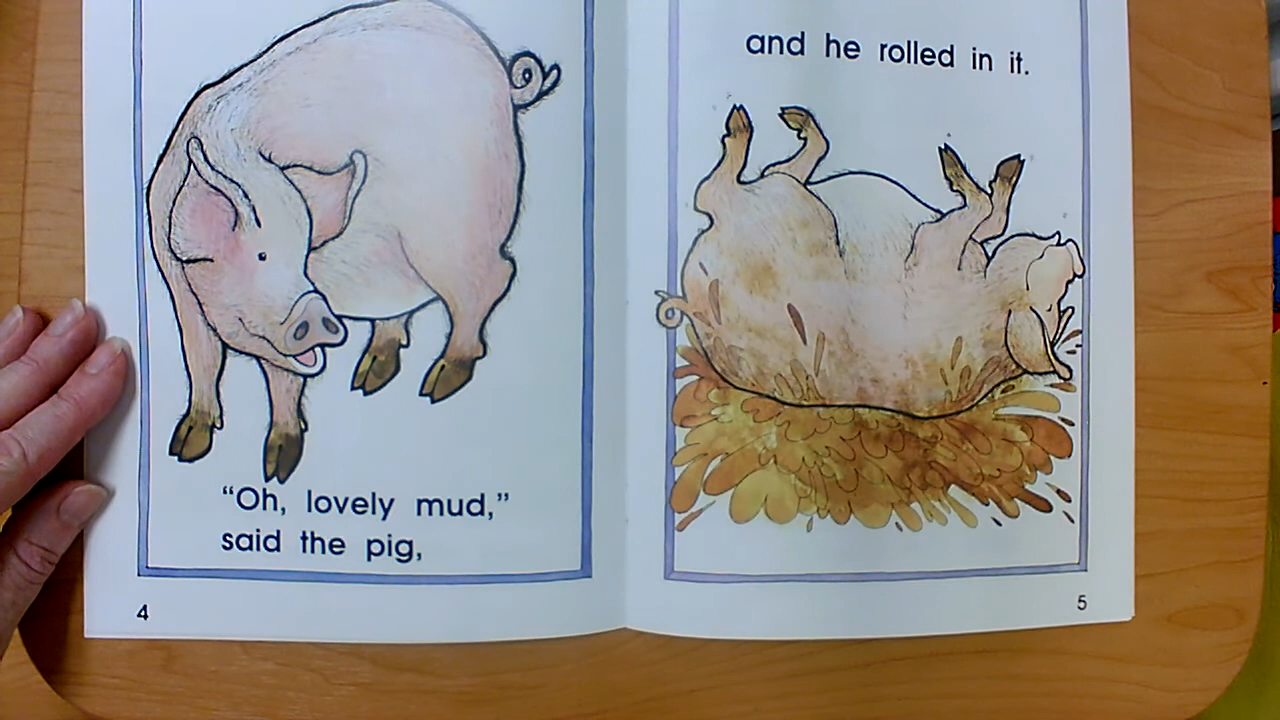 “Oh, lovely mud,”
said the pig,
4
and he rolled in it.
5